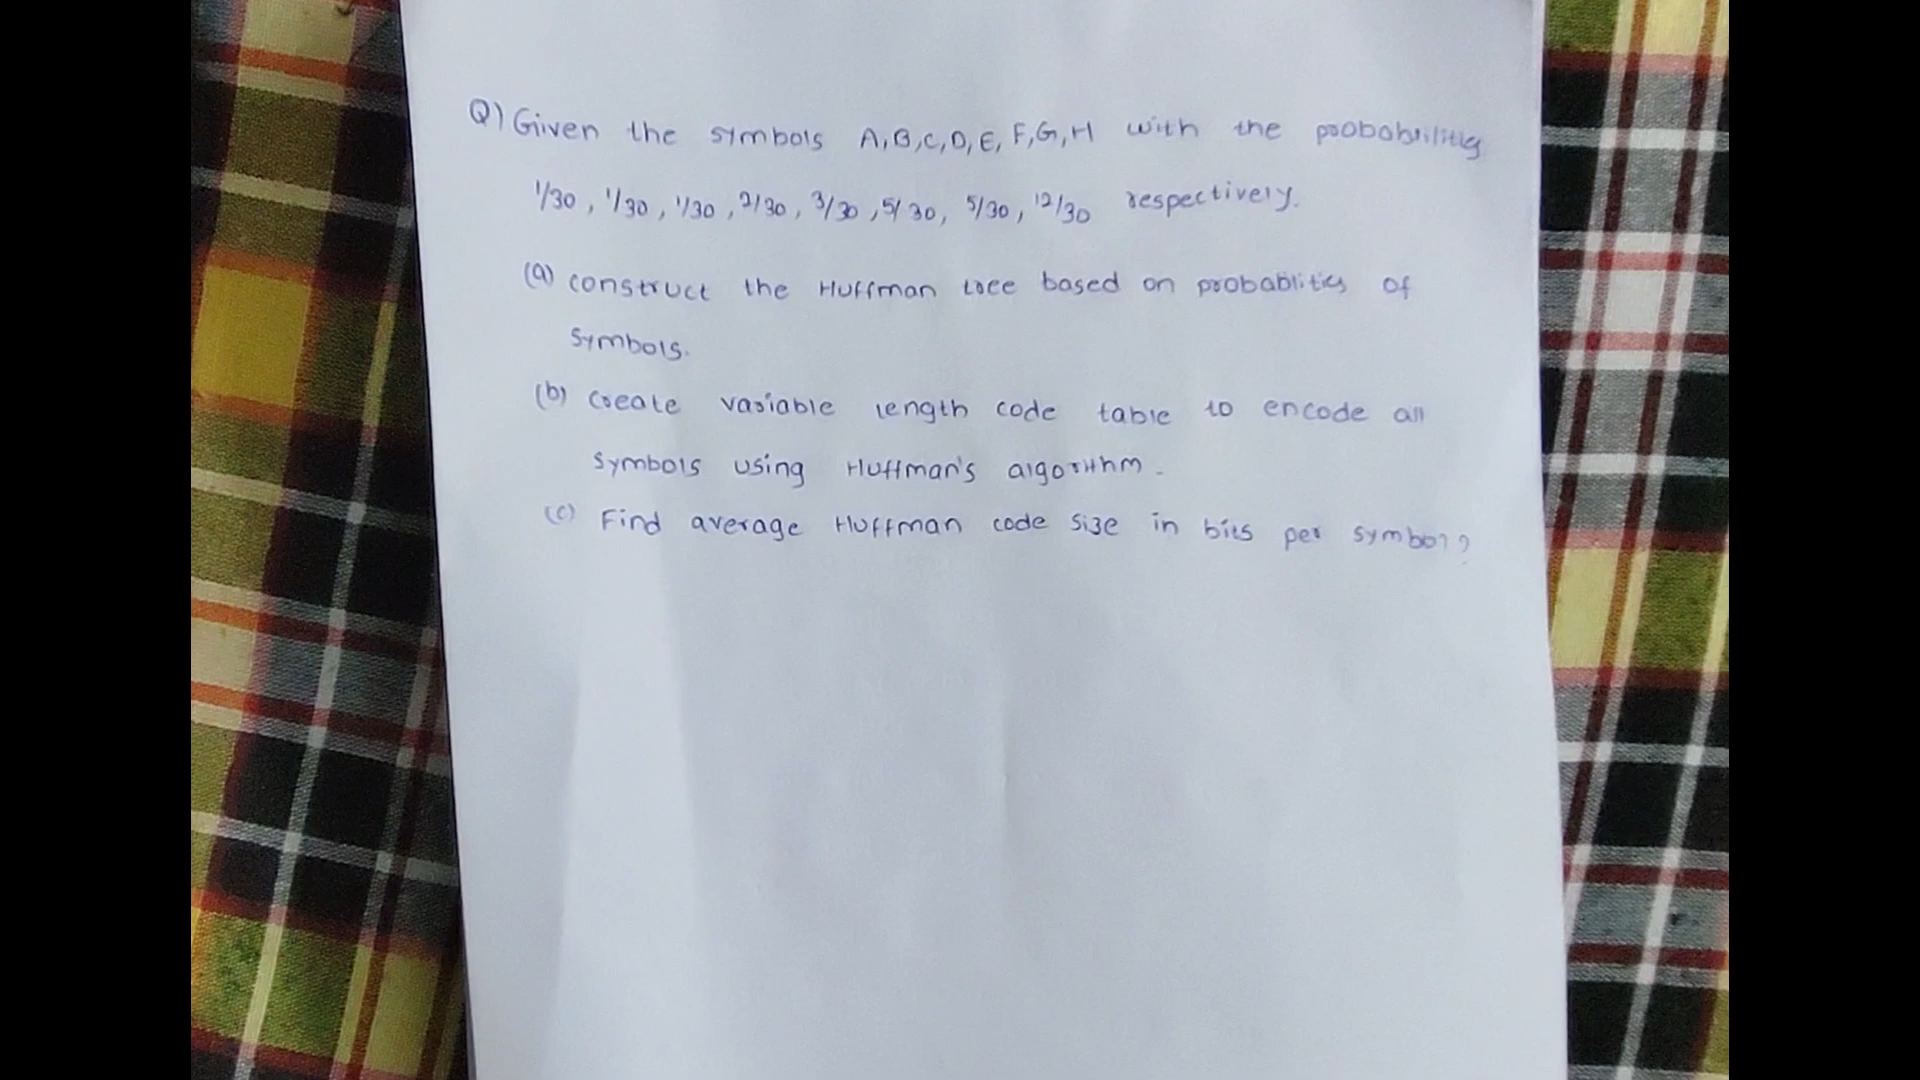 Q) Given the symbols A,B,C,D,E,F,G,H with the probabilities
1/30, 1/30, 1/30, 2/30, 3/30, 5/30, 5/30, 12/30 respectively.
(a) construct the Huffman tree based on probablities of
symbols.
(b) create variable length code table to encode all
symbols using Huffman's algorithm.
(c) Find average Huffman code size in bits per symbol?